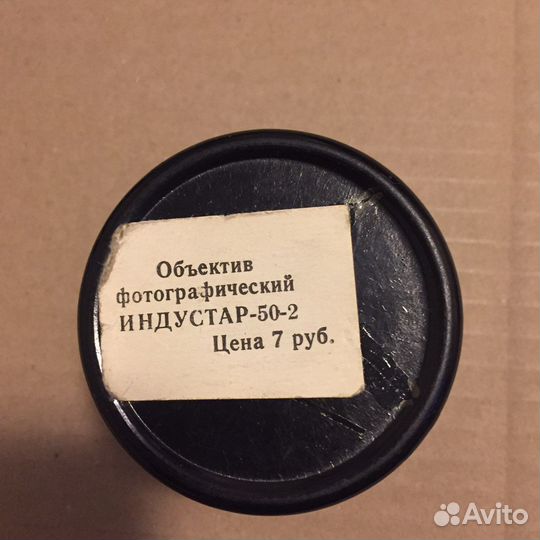 Объектив
фотографический
ИНДУСТАР-50-2
Цена 7 руб.
Avito